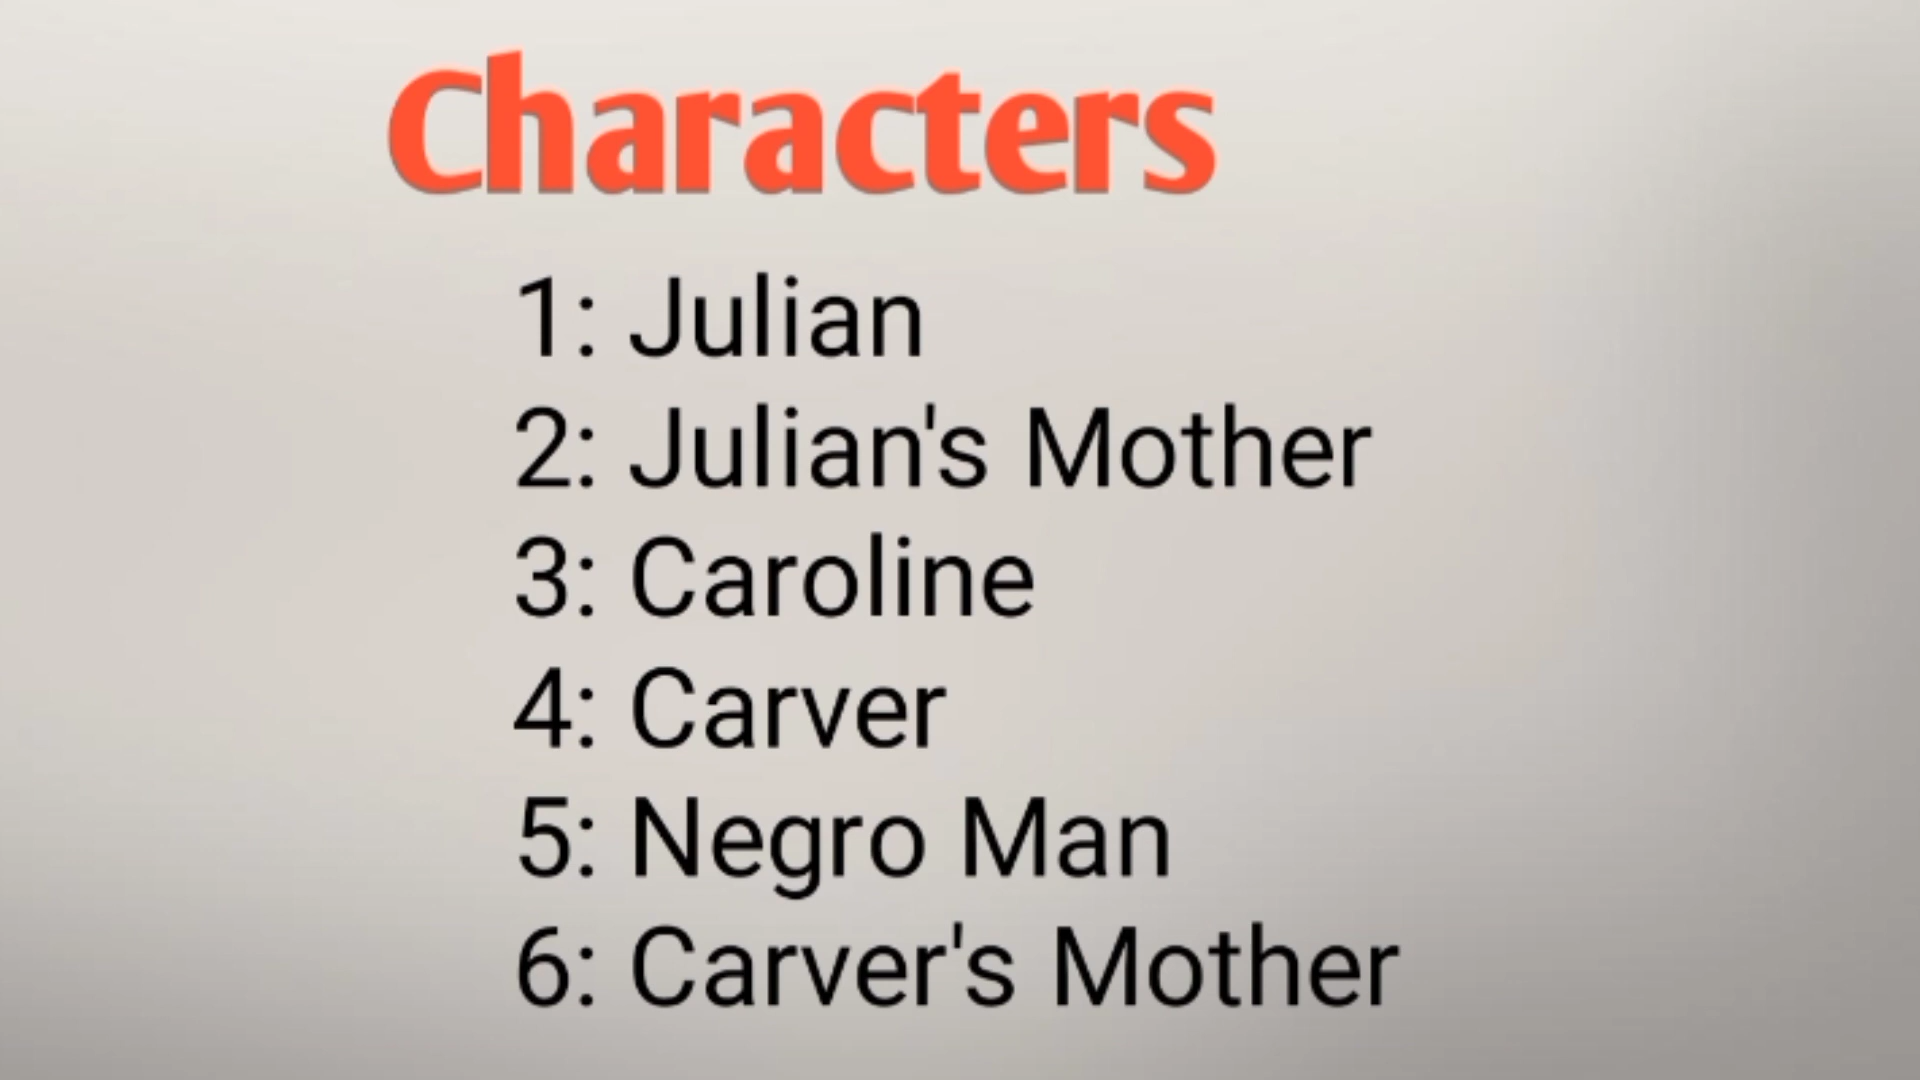 Characters
1: Julian
2: Julian's Mother
3: Caroline
4: Carver
5: Negro Man
6: Carver's Mother